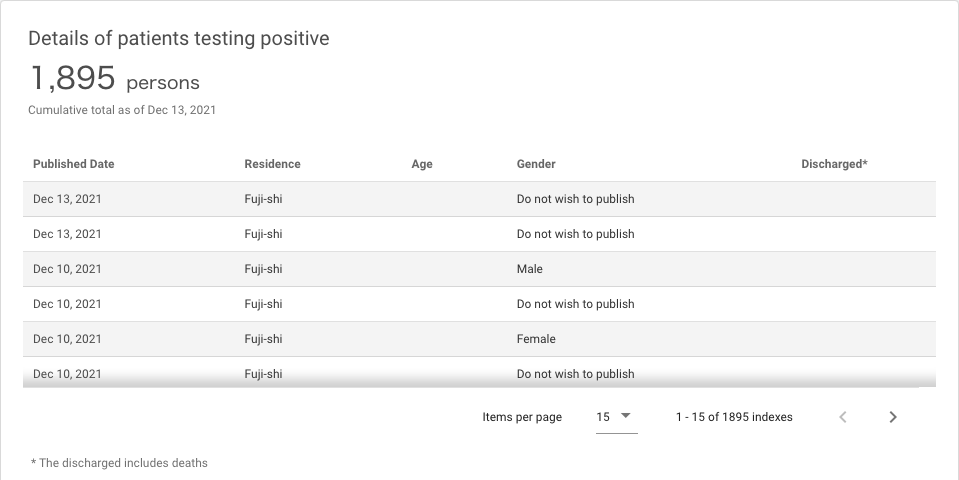 Details of patients testing positive
1,895 persons
Cumulative total as of Dec 13, 2021
Published Date Residence Age Gender Discharged*
Dec 13, 2021 Fuji-shi Do not wish to publish
Dec 13, 2021 Fuji-shi Do not wish to publish
Dec 10, 2021 Fuji-shi Male
Dec 10, 2021 Fuji-shi Do not wish to publish
Dec 10, 2021 Fuji-shi Female
Dec 10, 2021 Fuji-shi Do not wish to publish
Items per page 15 1 - 15 of 1895 indexes
* The discharged includes deaths